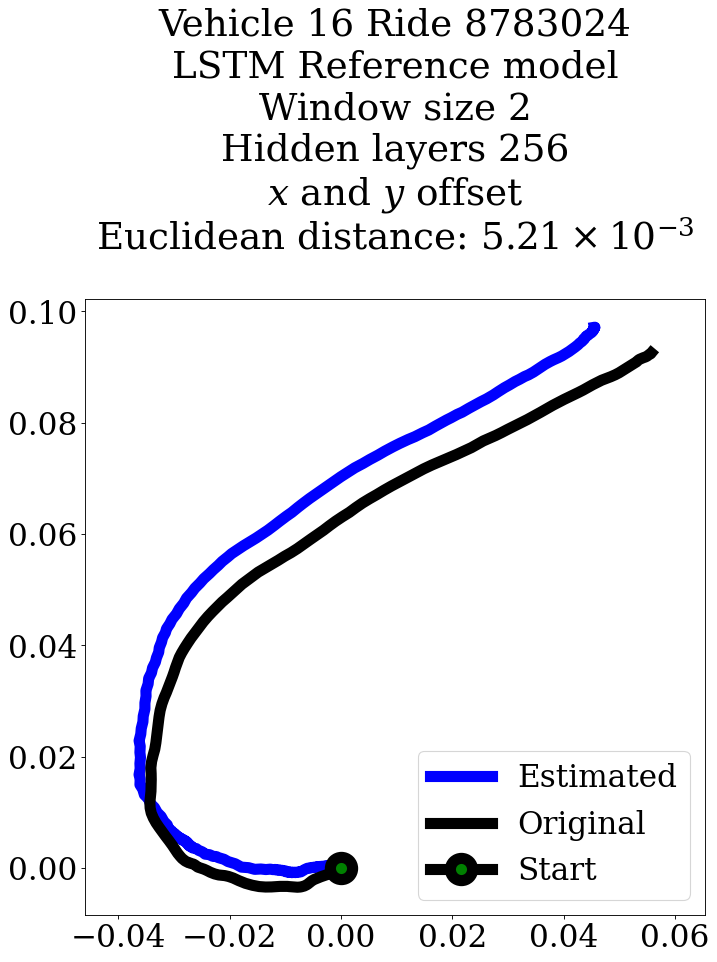 Vehicle 16 Ride 8783024
LSTM Reference model
Window size 2
Hidden layers 256
x and y offset
Euclidean distance: 5.21 × 10⁻³
0.10
0.08
0.06
0.04
0.02
0.00
−0.04 −0.02 0.00 0.02 0.04 0.06
Estimated
Original
Start